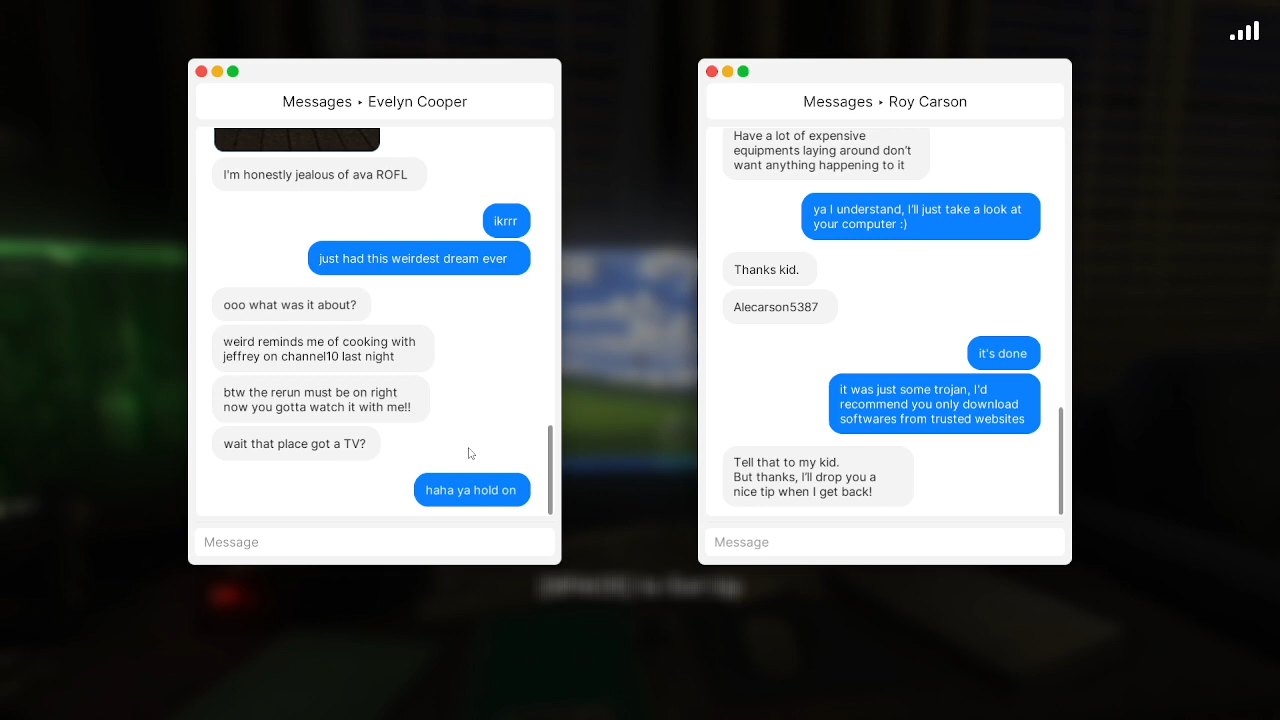 Messages ‣ Evelyn Cooper
I'm honestly jealous of ava ROFL
ikrrr
just had this weirdest dream ever
ooo what was it about?
weird reminds me of cooking with
jeffrey on channel10 last night
btw the rerun must be on right
now you gotta watch it with me!!
wait that place got a TV?
haha ya hold on
Message
Messages ‣ Roy Carson
Have a lot of expensive
equipments laying around don't
want anything happening to it
ya I understand, I'll just take a look at
your computer :)
Thanks kid.
Alecarson5387
it's done
it was just some trojan, I'd
recommend you only download
softwares from trusted websites
Tell that to my kid.
But thanks, I'll drop you a
nice tip when I get back!
Message